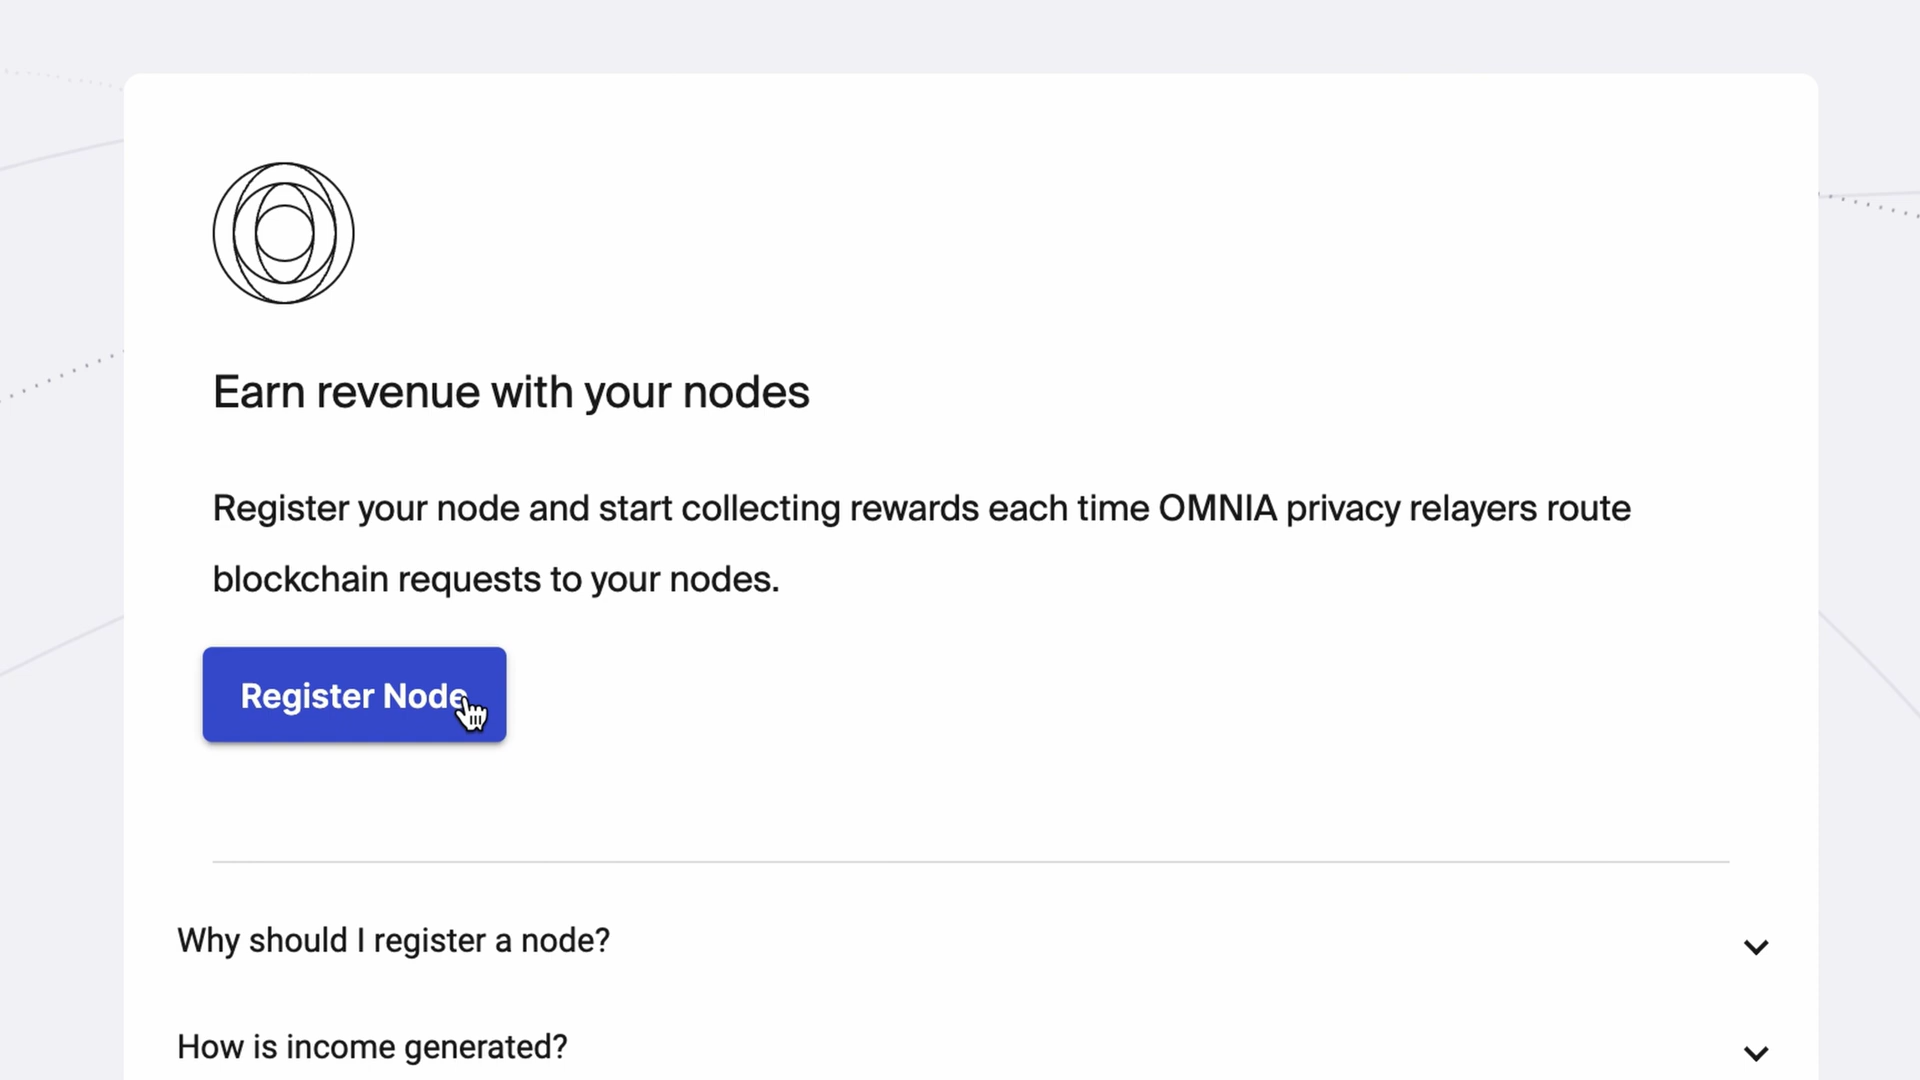 Earn revenue with your nodes
Register your node and start collecting rewards each time OMNIA privacy relayers route
blockchain requests to your nodes.
Register Node
Why should I register a node?
How is income generated?